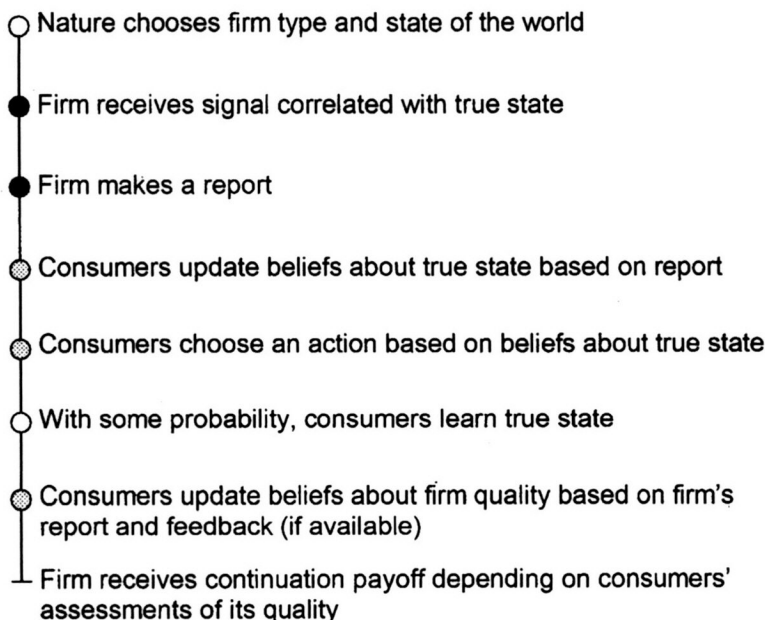 Nature chooses firm type and state of the world
Firm receives signal correlated with true state
Firm makes a report
Consumers update beliefs about true state based on report
Consumers choose an action based on beliefs about true state
With some probability, consumers learn true state
Consumers update beliefs about firm quality based on firm's
report and feedback (if available)
Firm receives continuation payoff depending on consumers'
assessments of its quality